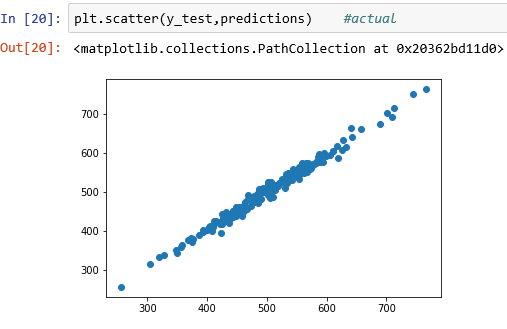 In [20]: plt.scatter(y_test,predictions) #actual
Out[20]: <matplotlib.collections.PathCollection at 0x20362bd11d0>
700
600
500
400
300
300 400 500 600 700